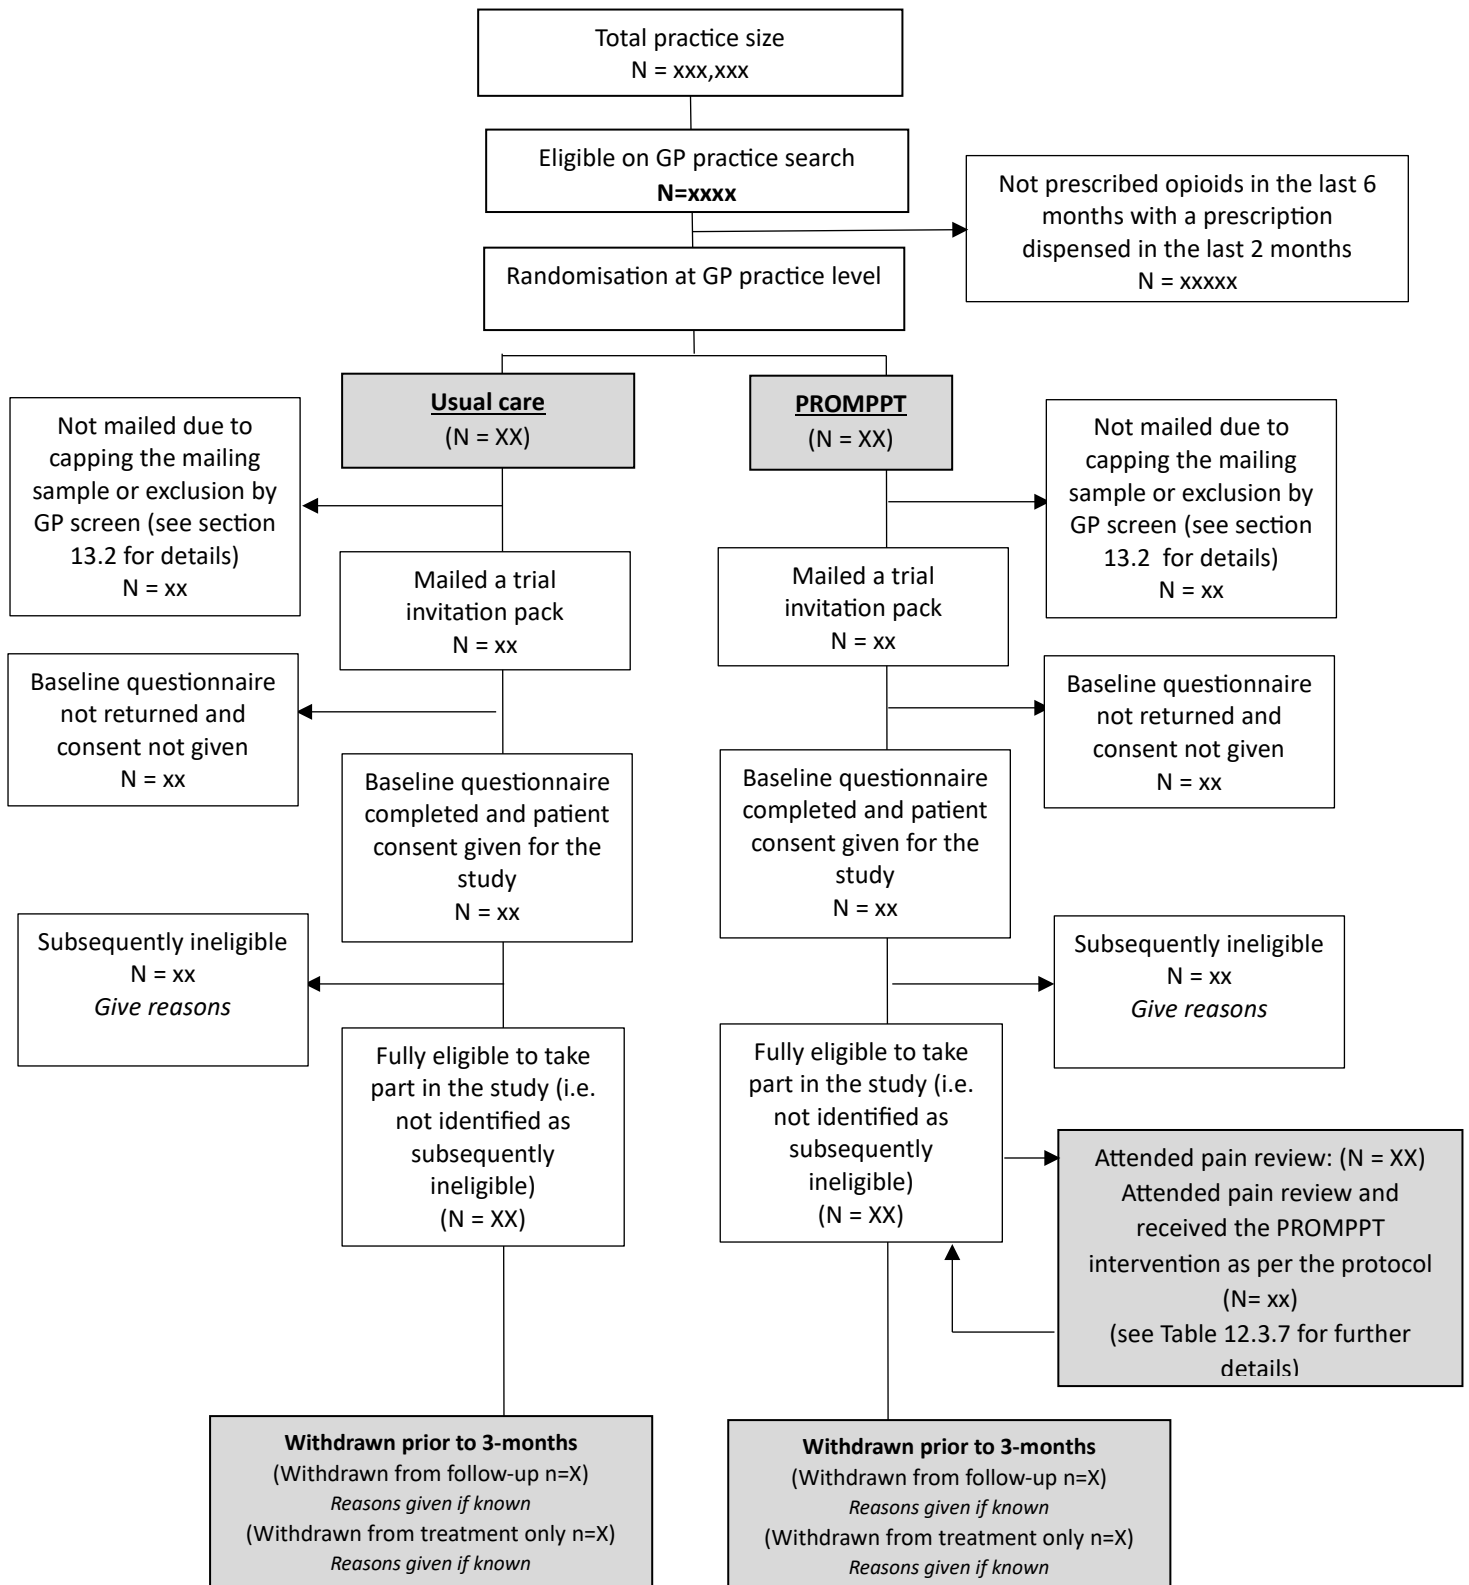 Total practice size
N = xxx,xxx
Eligible on GP practice search
N=xxxx
Not prescribed opioids in the last 6
months with a prescription
dispensed in the last 2 months
N = xxxxx
Randomisation at GP practice level
Usual care
(N = XX)
PROMPPT
(N = XX)
Not mailed due to
capping the mailing
sample or exclusion by
GP screen (see section
13.2 for details)
N = xx
Not mailed due to
capping the mailing
sample or exclusion by
GP screen (see section
13.2  for details)
N = xx
Mailed a trial
invitation pack
N = xx
Mailed a trial
invitation pack
N = xx
Baseline questionnaire
not returned and
consent not given
N = xx
Baseline questionnaire
not returned and
consent not given
N = xx
Baseline questionnaire
completed and patient
consent given for the
study
N = xx
Baseline questionnaire
completed and patient
consent given for the
study
N = xx
Subsequently ineligible
N = xx
Give reasons
Subsequently ineligible
N = xx
Give reasons
Fully eligible to take
part in the study (i.e.
not identified as
subsequently
ineligible)
(N = XX)
Fully eligible to take
part in the study (i.e.
not identified as
subsequently
ineligible)
(N = XX)
Attended pain review: (N = XX)
Attended pain review and
received the PROMPPT
intervention as per the protocol
(N= xx)
(see Table 12.3.7 for further
details)
Withdrawn prior to 3-months
(Withdrawn from follow-up n=X)
Reasons given if known
(Withdrawn from treatment only n=X)
Reasons given if known
Withdrawn prior to 3-months
(Withdrawn from follow-up n=X)
Reasons given if known
(Withdrawn from treatment only n=X)
Reasons given if known